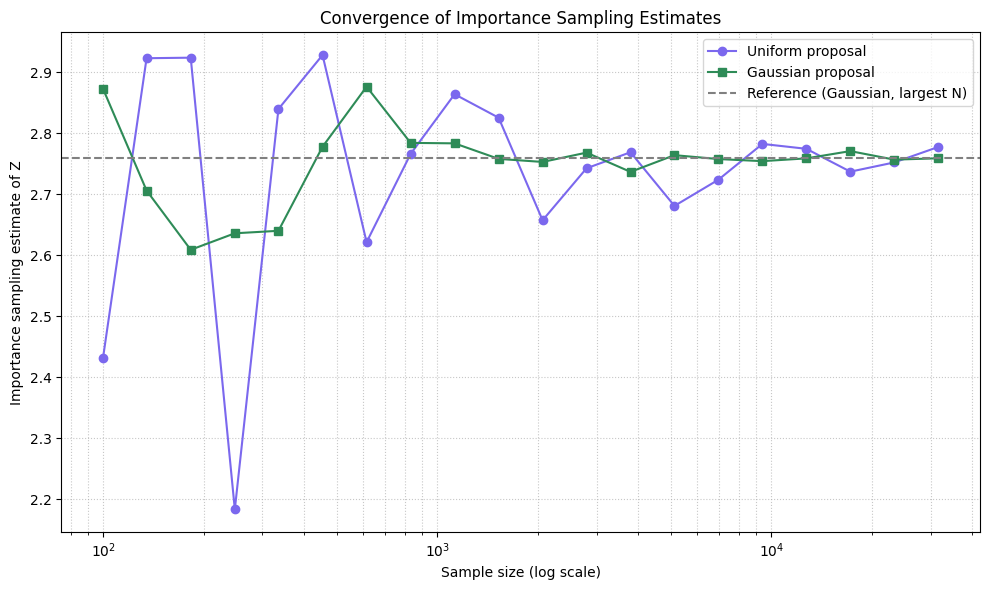 Convergence of Importance Sampling Estimates
Uniform proposal
Gaussian proposal
Reference (Gaussian, largest N)
Importance sampling estimate of Z
2.9
2.8
2.7
2.6
2.5
2.4
2.3
2.2
10²
10³
10⁴
Sample size (log scale)